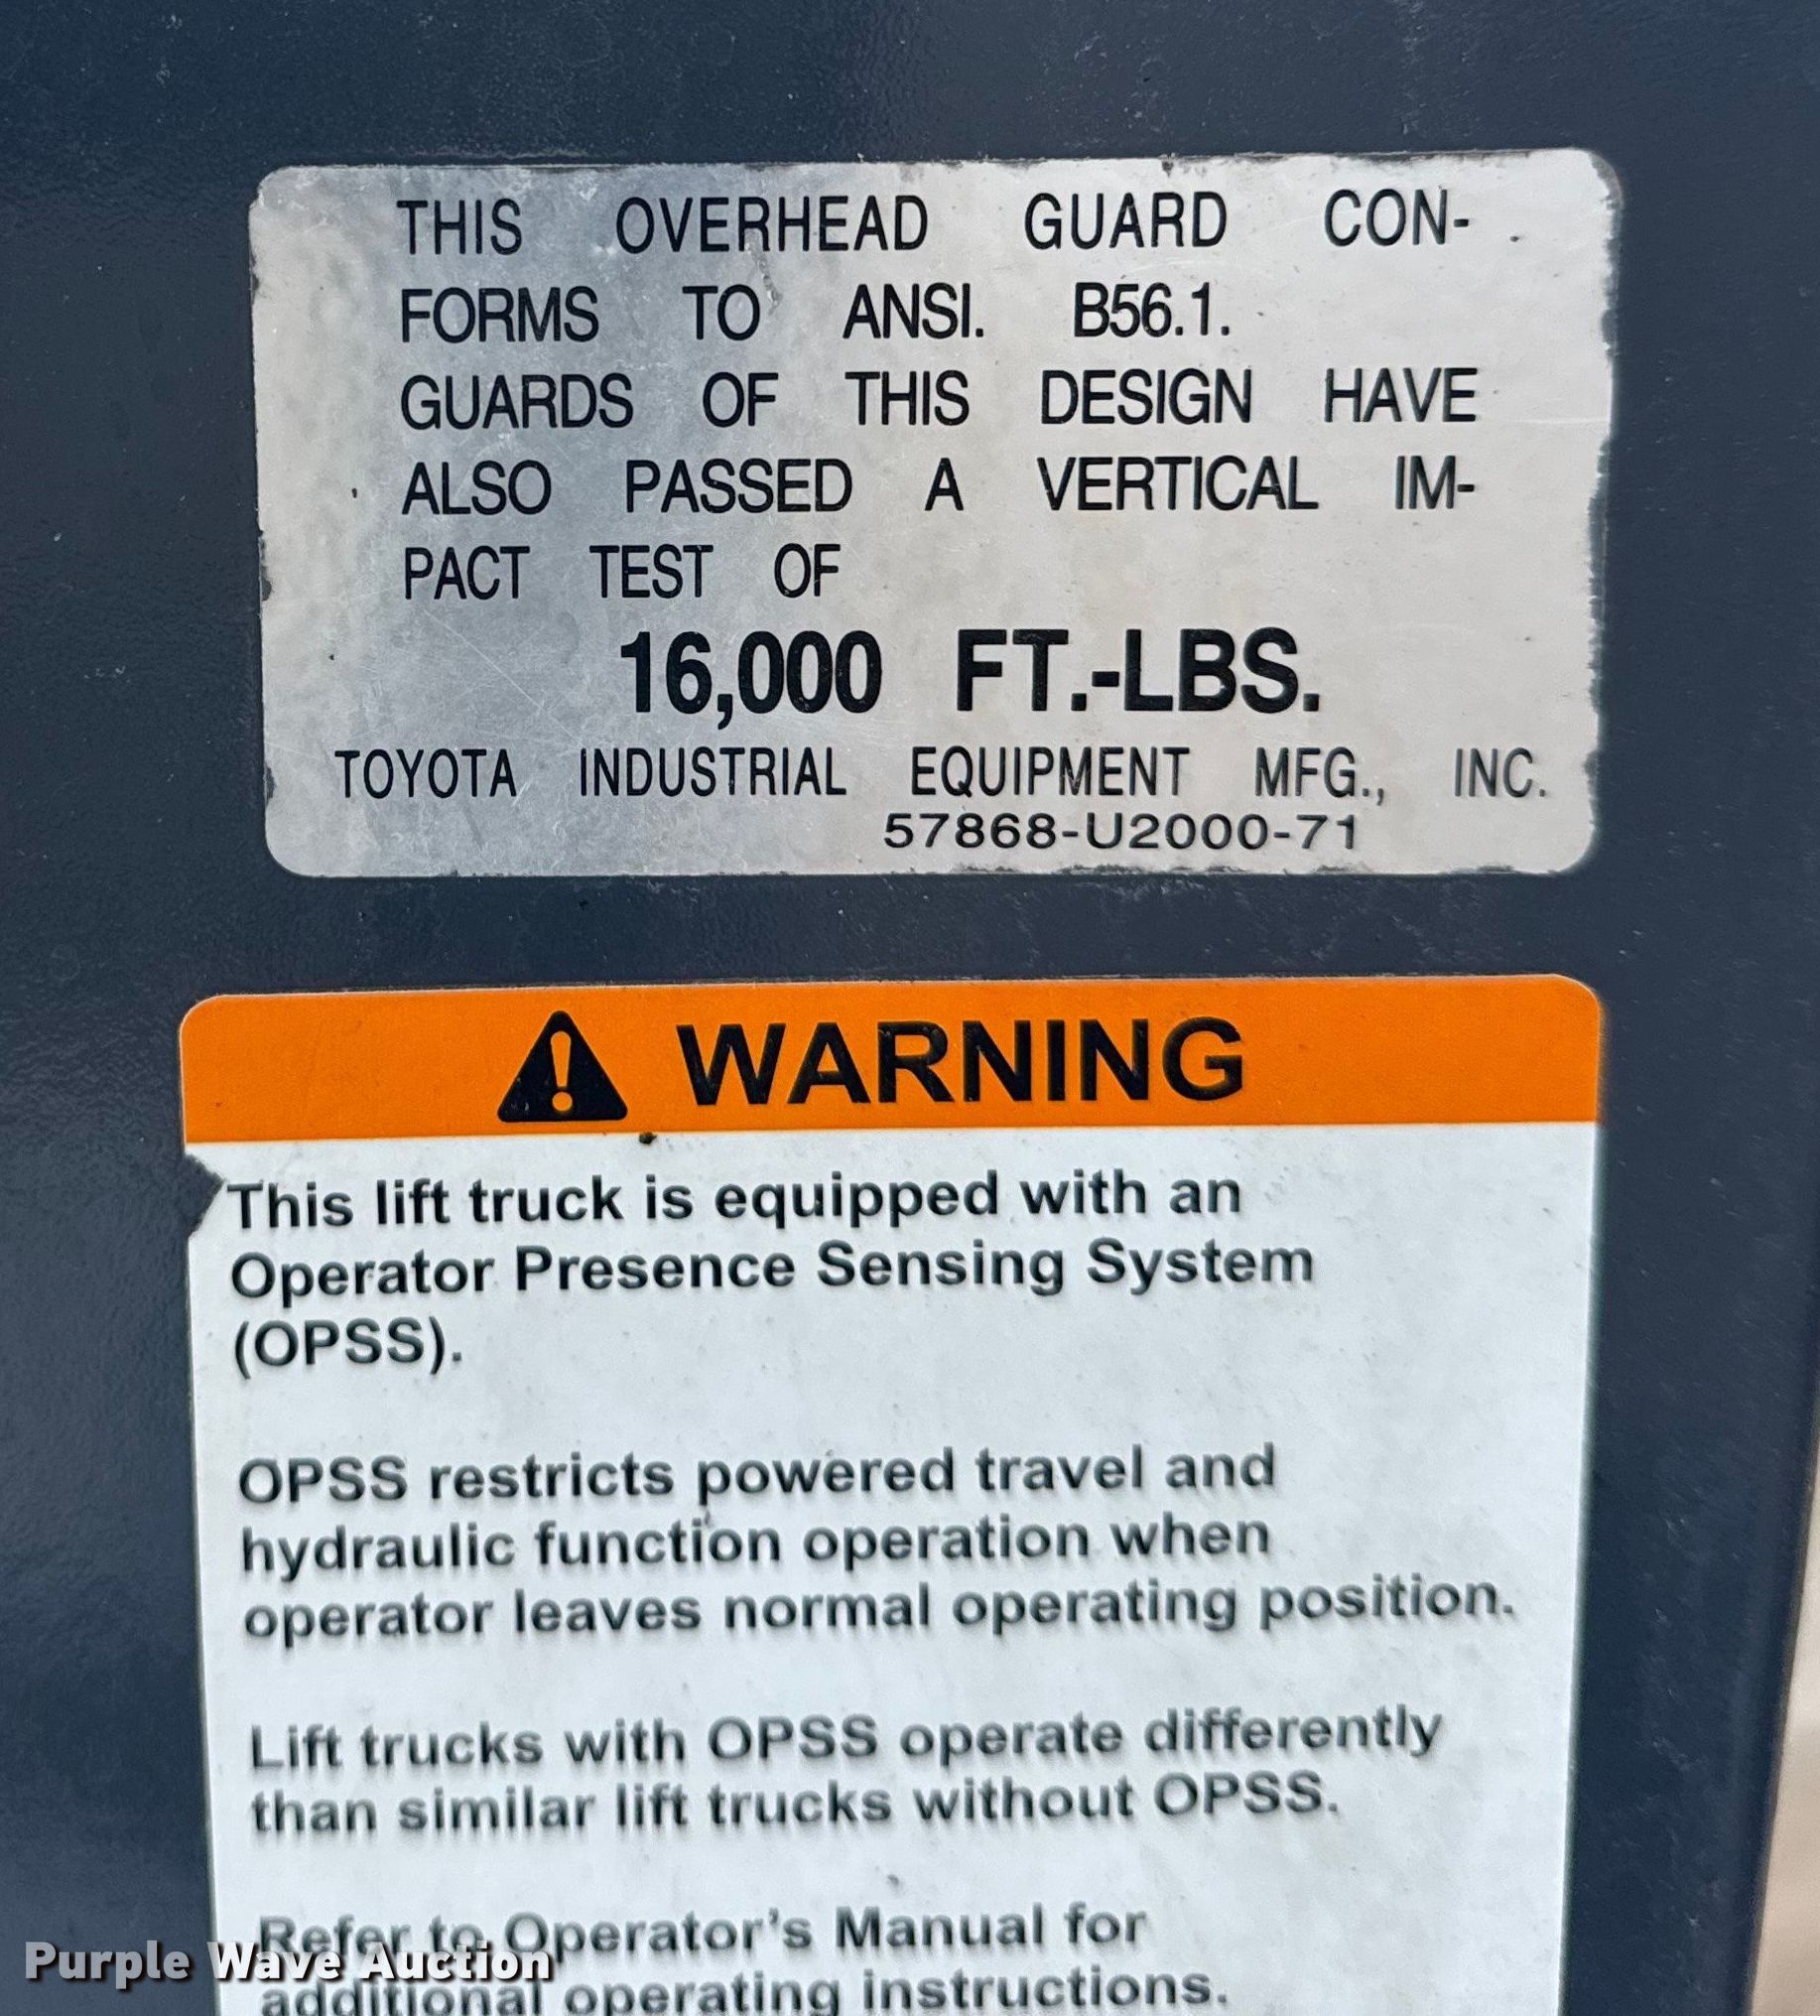 THIS OVERHEAD GUARD CON-
FORMS TO ANSI. B56.1.
GUARDS OF THIS DESIGN HAVE
ALSO PASSED A VERTICAL IM-
PACT TEST OF
16,000 FT.-LBS.
TOYOTA INDUSTRIAL EQUIPMENT MFG., INC.
57868-U2000-71
WARNING
This lift truck is equipped with an
Operator Presence Sensing System
(OPSS).
OPSS restricts powered travel and
hydraulic function operation when
operator leaves normal operating position.
Lift trucks with OPSS operate differently
than similar lift trucks without OPSS.
Refer to Operator's Manual for
additional operating instructions.
Purple Wave Auction